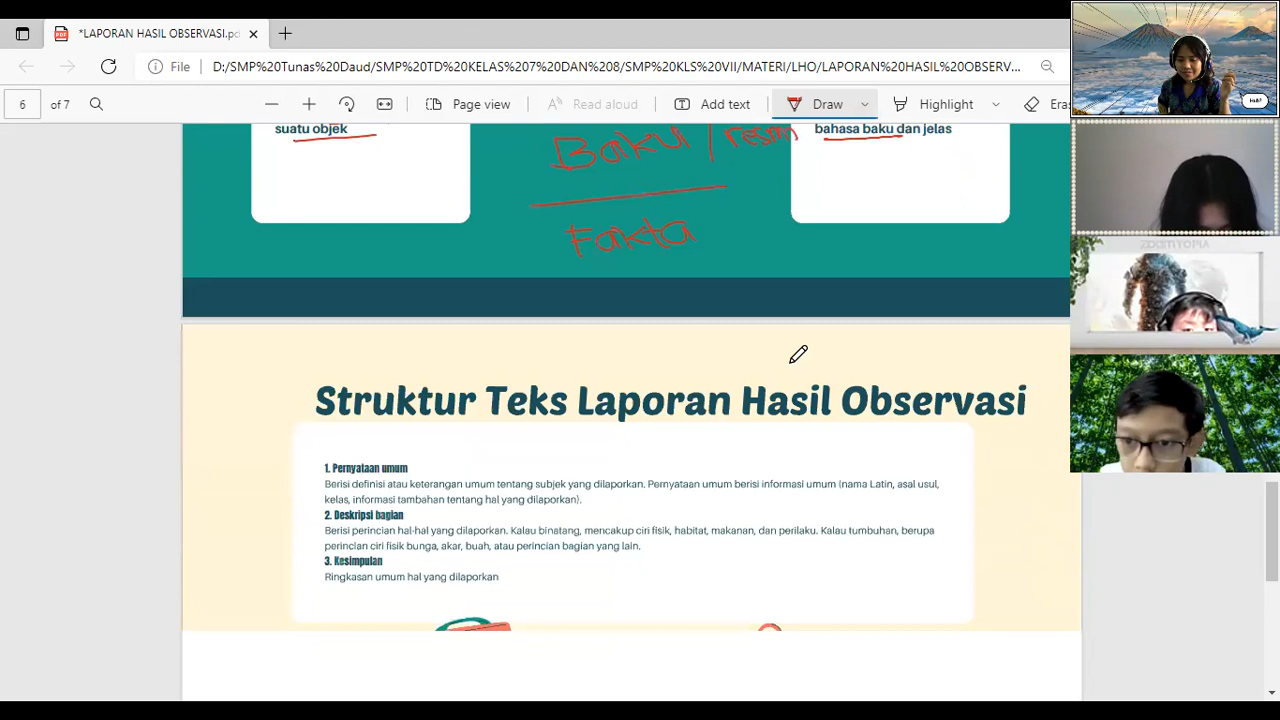 *LAPORAN HASIL OBSERVASI.pd
File
D:/SMP%20Tunas%20Daud/SMP%20TD%20KELAS%207%20DAN%208/SMP%20KLS%20VII/MATERI/LHO/LAPORAN%20HASIL%20OBSERV...
6 of 7
Page view
Read aloud
Add text
Draw
Highlight
Eras
suatu objek
Baku / resm
bahasa baku dan jelas
Fakta
Struktur Teks Laporan Hasil Observasi
1. Pernyataan umum
Berisi definisi atau keterangan umum tentang subjek yang dilaporkan. Pernyataan umum berisi informasi umum (nama Latin, asal usul,
kelas, informasi tambahan tentang hal yang dilaporkan).
2. Deskripsi bagian
Berisi perincian hal-hal yang dilaporkan. Kalau binatang, mencakup ciri fisik, habitat, makanan, dan perilaku. Kalau tumbuhan, berupa
perincian ciri fisik bunga, akar, buah, atau perincian bagian yang lain.
3. Kesimpulan
Ringkasan umum hal yang dilaporkan